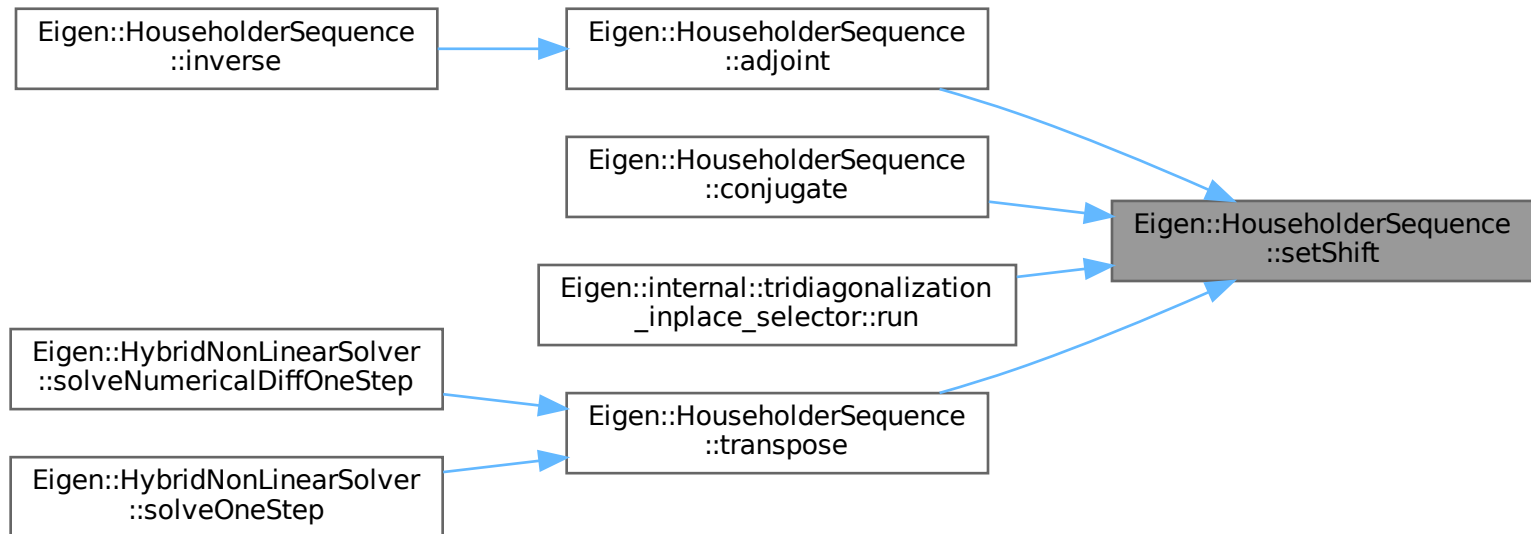 Eigen::HouseholderSequence
::inverse
Eigen::HouseholderSequence
::adjoint
Eigen::HouseholderSequence
::conjugate
Eigen::HouseholderSequence
::setShift
Eigen::internal::tridiagonalization
_inplace_selector::run
Eigen::HybridNonLinearSolver
::solveNumericalDiffOneStep
Eigen::HouseholderSequence
::transpose
Eigen::HybridNonLinearSolver
::solveOneStep